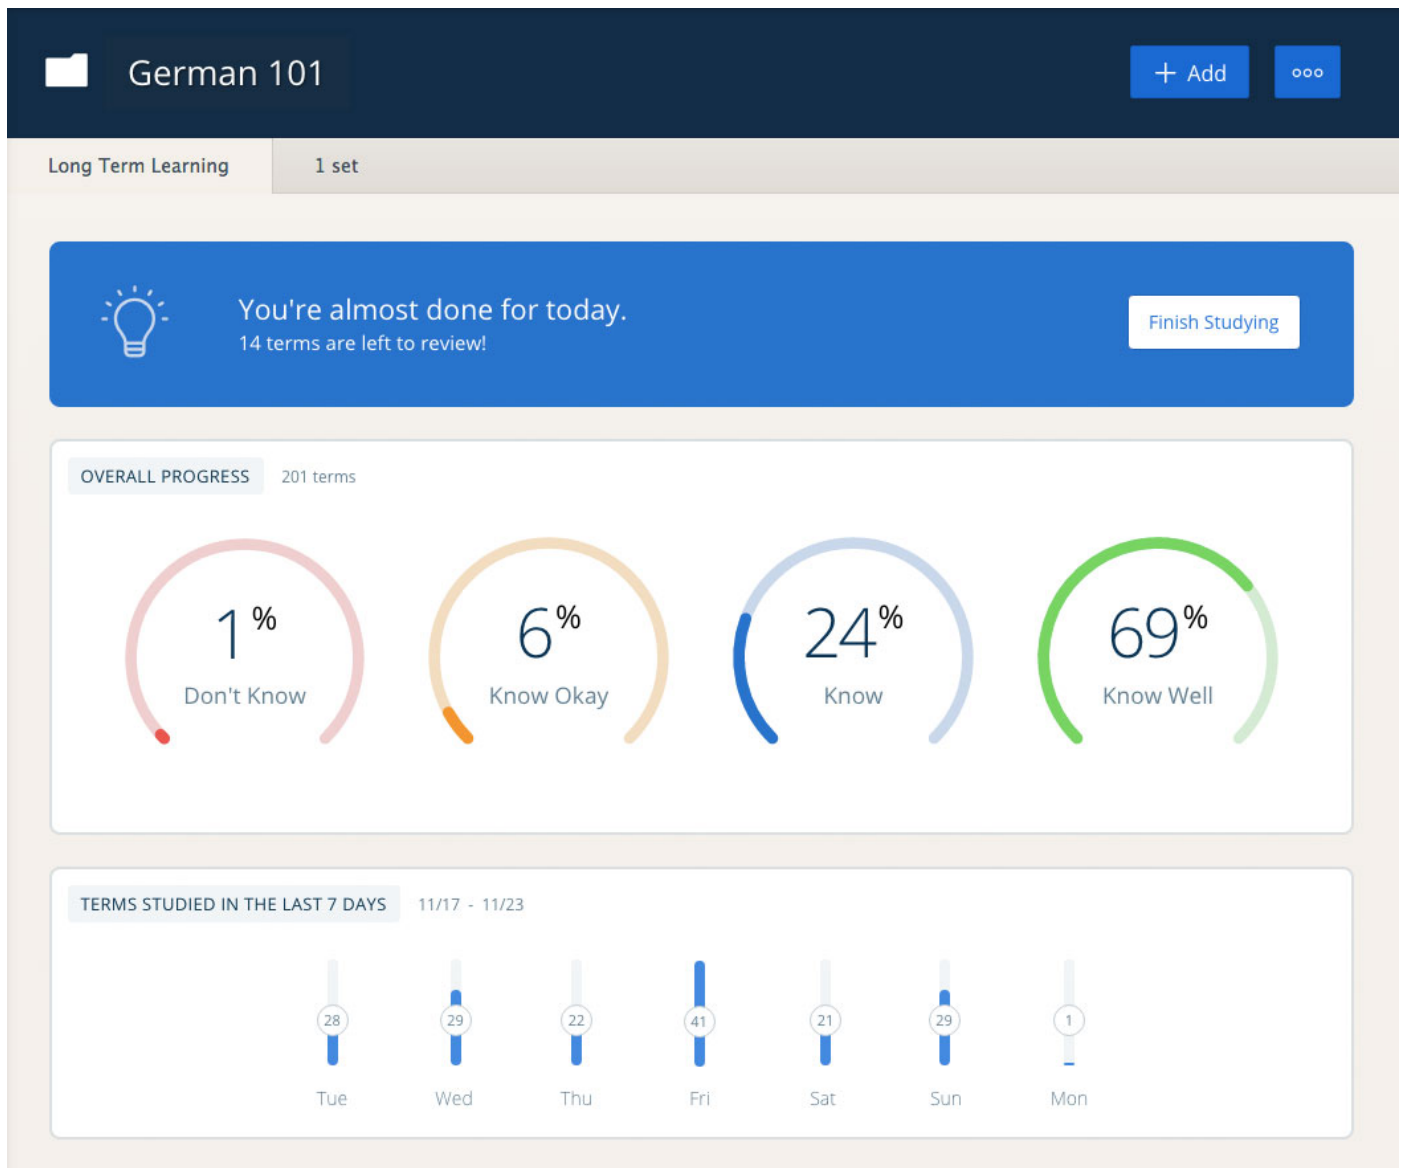 German 101
+ Add
ooo
Long Term Learning
1 set
You're almost done for today.
14 terms are left to review!
Finish Studying
OVERALL PROGRESS 201 terms
1% 6% 24% 69%
Don't Know Know Okay Know Know Well
TERMS STUDIED IN THE LAST 7 DAYS 11/17 - 11/23
28 29 22 41 21 29 1
Tue Wed Thu Fri Sat Sun Mon